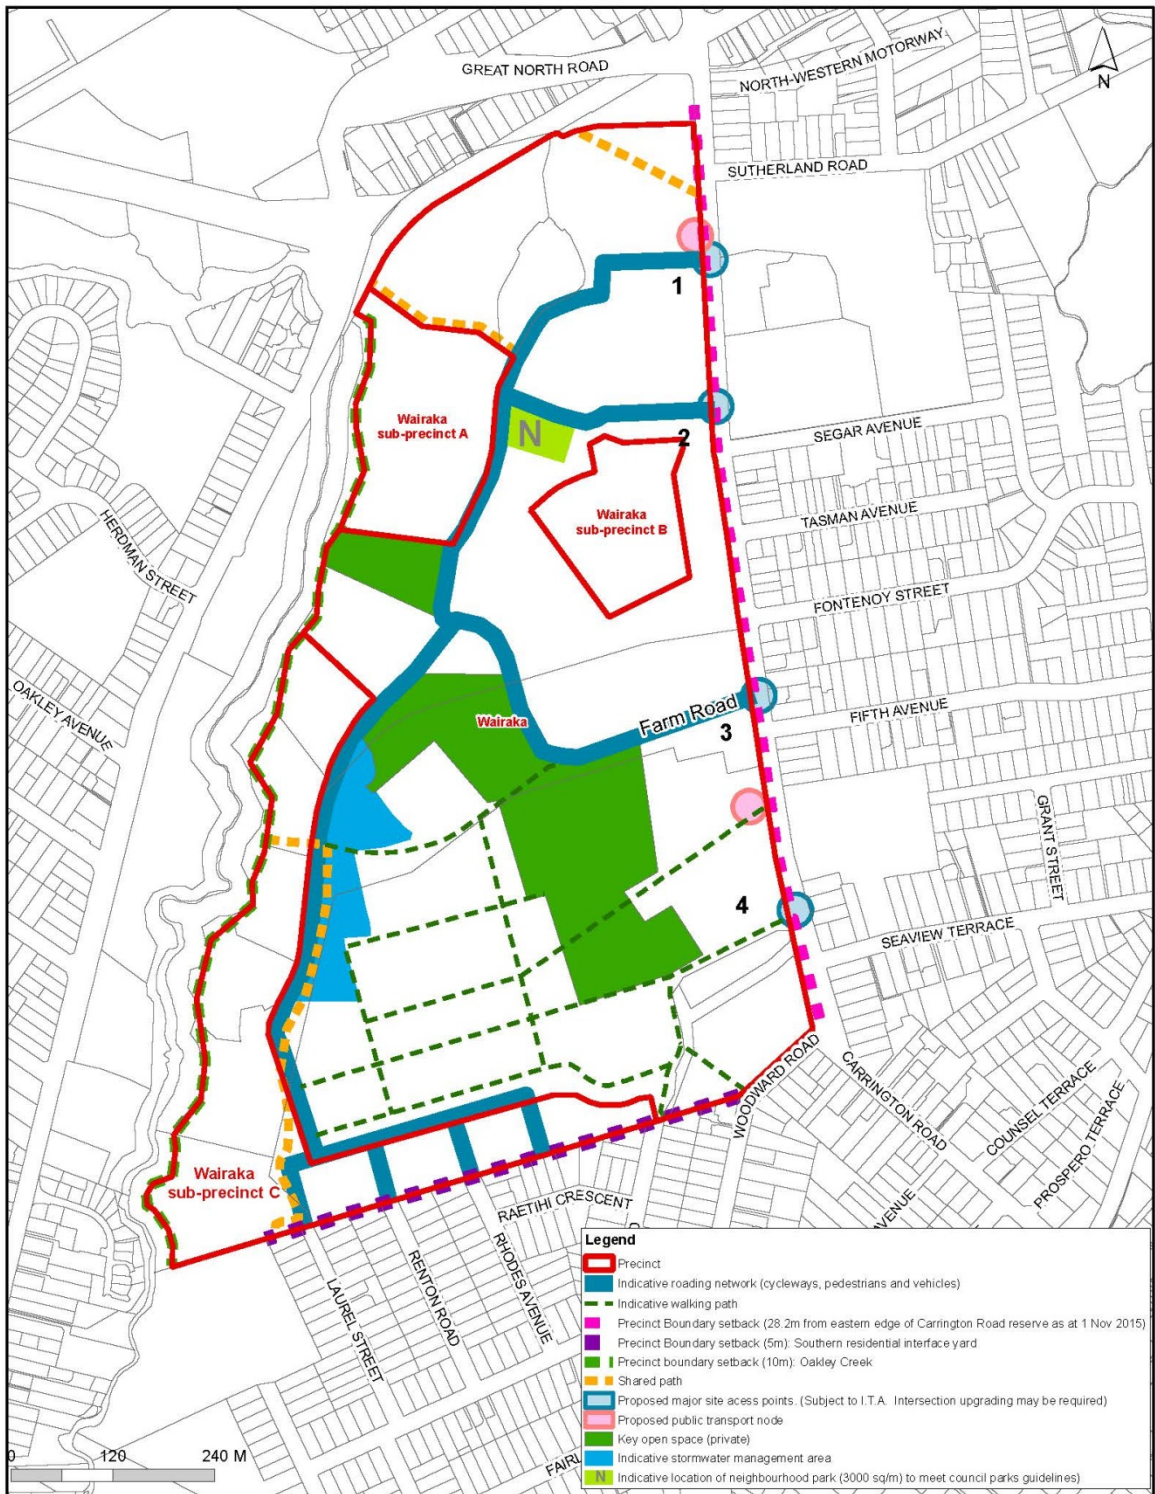 GREAT NORTH ROAD
NORTH-WESTERN MOTORWAY
N
SUTHERLAND ROAD
1
Wairaka
sub-precinct A
N
2
SEGAR AVENUE
Wairaka
sub-precinct B
TASMAN AVENUE
HERDMAN STREET
FONTENOY STREET
OAKLEY AVENUE
Wairaka
Farm Road
3
FIFTH AVENUE
GRANT STREET
4
SEAVIEW TERRACE
WOODWARD ROAD
CARRINGTON ROAD
COUNSEL TERRACE
PROSPERO TERRACE
Wairaka
sub-precinct C
RAETIHI CRESCENT
AVENUE
LAUREL STREET
RENTON ROAD
RHODES AVENUE
Legend
Precinct
Indicative roading network (cycleways, pedestrians and vehicles)
Indicative walking path
Precinct Boundary setback (28.2m from eastern edge of Carrington Road reserve as at 1 Nov 2015)
Precinct Boundary setback (5m): Southern residential interface yard
Precinct boundary setback (10m): Oakley Creek
Shared path
Proposed major site acess points. (Subject to I.T.A. Intersection upgrading may be required)
Proposed public transport node
Key open space (private)
Indicative stormwater management area
N Indicative location of neighbourhood park (3000 sq/m) to meet council parks guidelines)
0 120 240 M